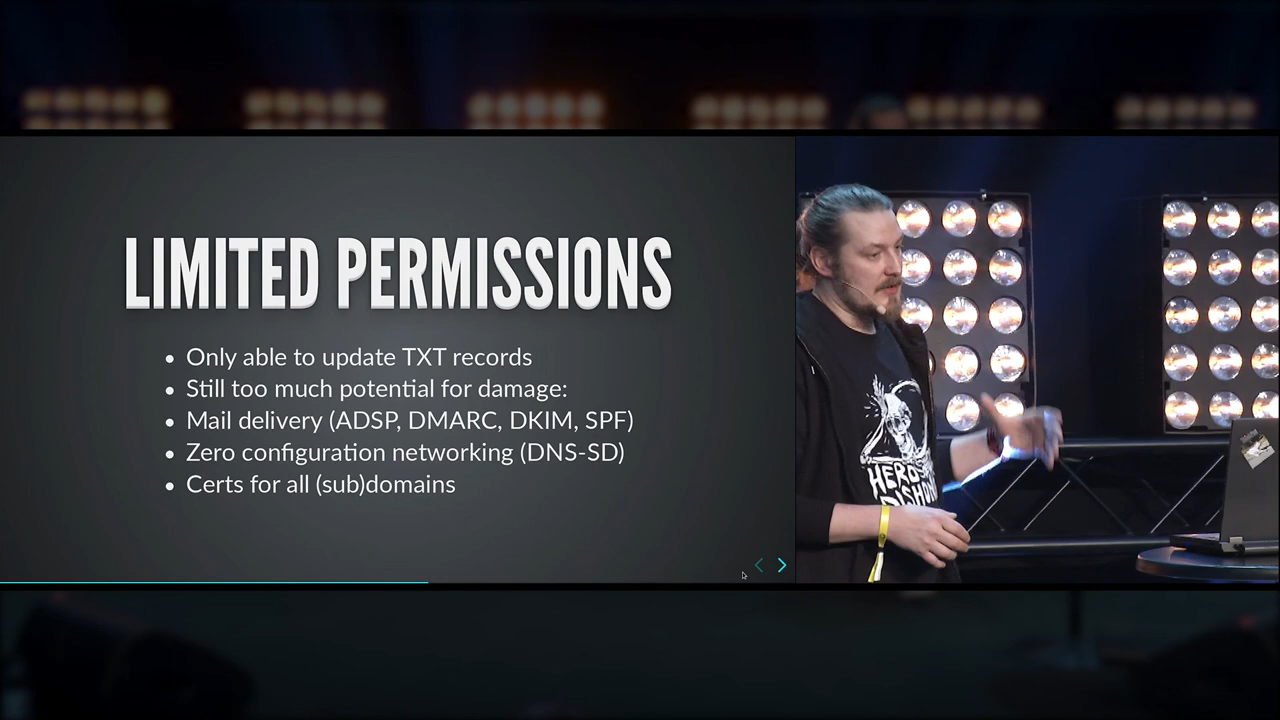 LIMITED PERMISSIONS
Only able to update TXT records
Still too much potential for damage:
Mail delivery (ADSP, DMARC, DKIM, SPF)
Zero configuration networking (DNS-SD)
Certs for all (sub)domains